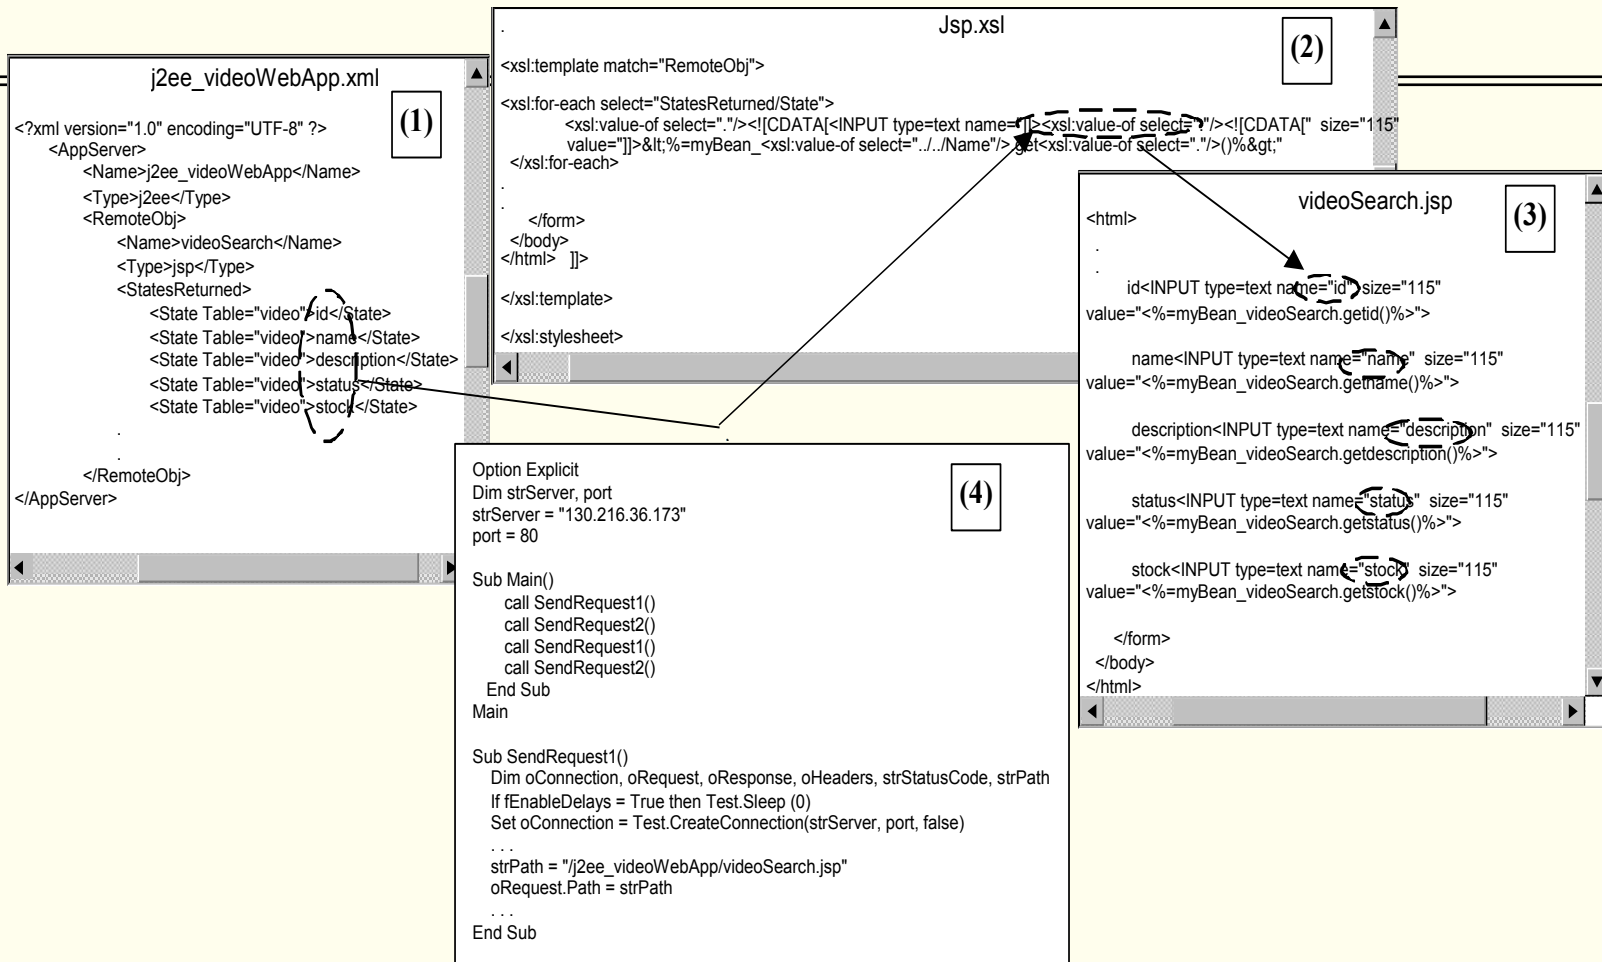 j2ee_videoWebApp.xml
(1)
<?xml version="1.0" encoding="UTF-8" ?>
<AppServer>
<Name>j2ee_videoWebApp</Name>
<Type>j2ee</Type>
<RemoteObj>
<Name>videoSearch</Name>
<Type>jsp</Type>
<StatesReturned>
<State Table="video">id</State>
<State Table="video">name</State>
<State Table="video">description</State>
<State Table="video">status</State>
<State Table="video">stock</State>
.
.
</RemoteObj>
</AppServer>
Jsp.xsl
(2)
.
<xsl:template match="RemoteObj">
<xsl:for-each select="StatesReturned/State">
<xsl:value-of select="."/><![CDATA[<INPUT type=text name="]]><xsl:value-of select="."/><![CDATA[" size="115"
value="]]>&lt;%=myBean_<xsl:value-of select="../../Name"/>.get<xsl:value-of select="."/>()%&gt;"
</xsl:for-each>
.
.
</form>
</body>
</html> ]]>
</xsl:template>
</xsl:stylesheet>
videoSearch.jsp
(3)
<html>
.
.
id<INPUT type=text name="id" size="115"
value="<%=myBean_videoSearch.getid()%>">
name<INPUT type=text name="name" size="115"
value="<%=myBean_videoSearch.getname()%>">
description<INPUT type=text name="description" size="115"
value="<%=myBean_videoSearch.getdescription()%>">
status<INPUT type=text name="status" size="115"
value="<%=myBean_videoSearch.getstatus()%>">
stock<INPUT type=text name="stock" size="115"
value="<%=myBean_videoSearch.getstock()%>">
</form>
</body>
</html>
(4)
Option Explicit
Dim strServer, port
strServer = "130.216.36.173"
port = 80
Sub Main()
call SendRequest1()
call SendRequest2()
call SendRequest1()
call SendRequest2()
End Sub
Main
Sub SendRequest1()
Dim oConnection, oRequest, oResponse, oHeaders, strStatusCode, strPath
If fEnableDelays = True then Test.Sleep (0)
Set oConnection = Test.CreateConnection(strServer, port, false)
. . .
strPath = "/j2ee_videoWebApp/videoSearch.jsp"
oRequest.Path = strPath
. . .
End Sub